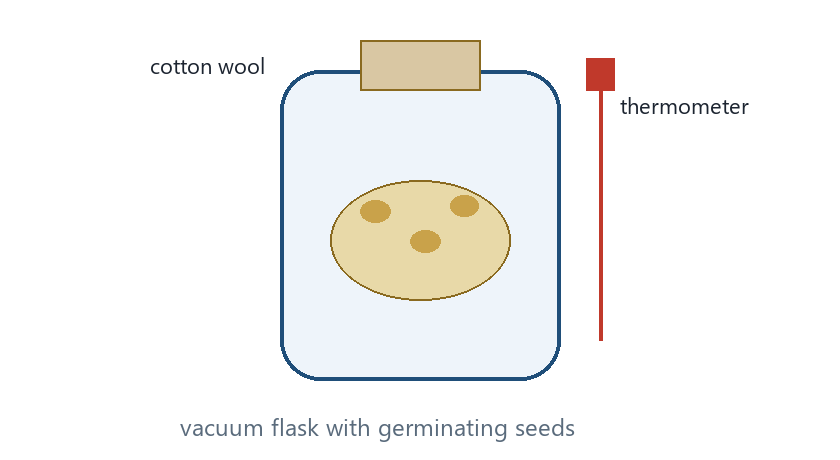 cotton wool
thermometer
vacuum flask with germinating seeds